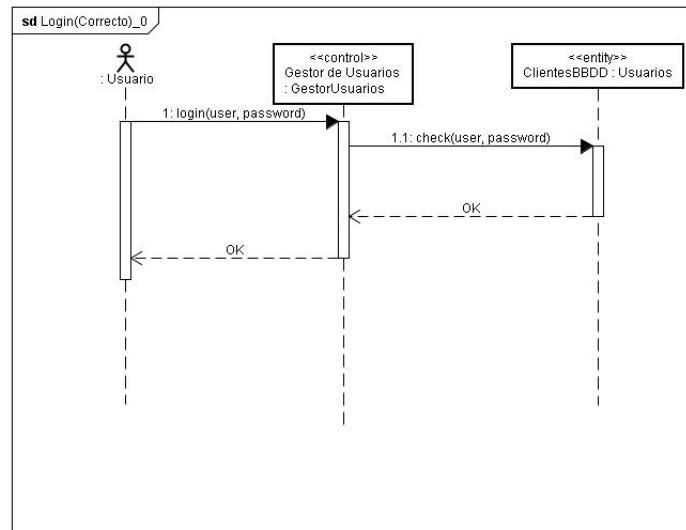 sd Login(Correcto)_0
: Usuario
<<control>>
Gestor de Usuarios
: GestorUsuarios
<<entity>>
ClientesBBDD : Usuarios
1: login(user, password)
1.1: check(user, password)
OK
OK